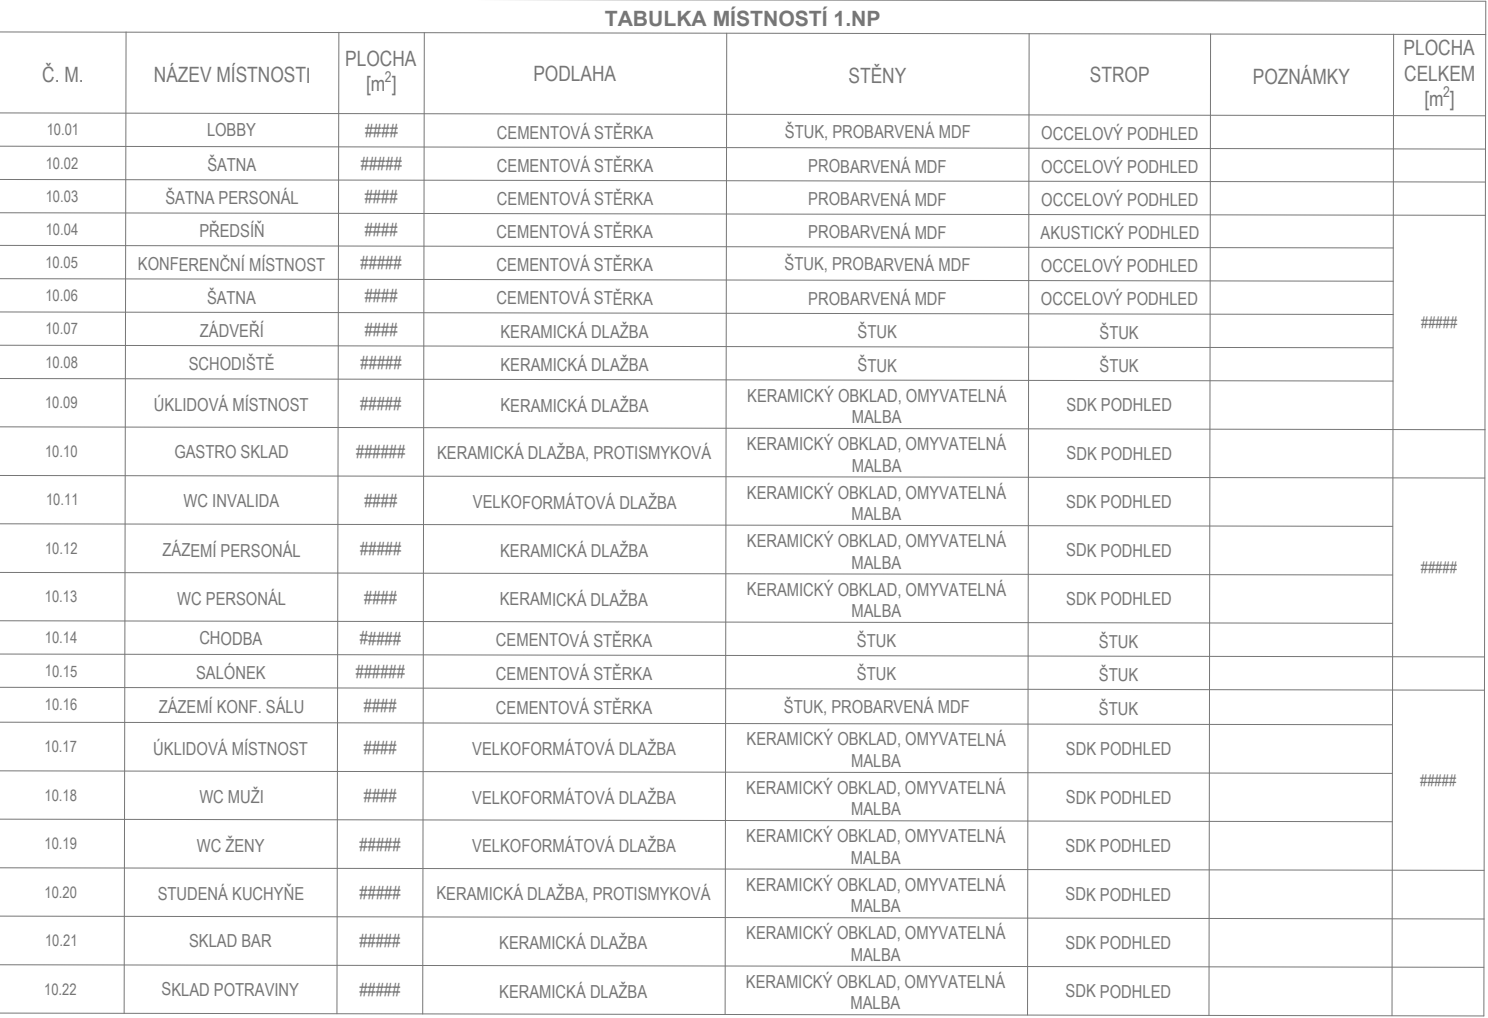 TABULKA MÍSTNOSTÍ 1.NP
Č. M. NÁZEV MÍSTNOSTI PLOCHA [m²] PODLAHA STĚNY STROP POZNÁMKY PLOCHA CELKEM [m²]
10.01 LOBBY #### CEMENTOVÁ STĚRKA ŠTUK, PROBARVENÁ MDF OCCELOVÝ PODHLED
10.02 ŠATNA ##### CEMENTOVÁ STĚRKA PROBARVENÁ MDF OCCELOVÝ PODHLED
10.03 ŠATNA PERSONÁL #### CEMENTOVÁ STĚRKA PROBARVENÁ MDF OCCELOVÝ PODHLED
10.04 PŘEDSÍŇ #### CEMENTOVÁ STĚRKA PROBARVENÁ MDF AKUSTICKÝ PODHLED
10.05 KONFERENČNÍ MÍSTNOST ##### CEMENTOVÁ STĚRKA ŠTUK, PROBARVENÁ MDF OCCELOVÝ PODHLED
10.06 ŠATNA #### CEMENTOVÁ STĚRKA PROBARVENÁ MDF OCCELOVÝ PODHLED
10.07 ZÁDVEŘÍ #### KERAMICKÁ DLAŽBA ŠTUK ŠTUK #####
10.08 SCHODIŠTĚ ##### KERAMICKÁ DLAŽBA ŠTUK ŠTUK
10.09 ÚKLIDOVÁ MÍSTNOST ##### KERAMICKÁ DLAŽBA KERAMICKÝ OBKLAD, OMYVATELNÁ MALBA SDK PODHLED
10.10 GASTRO SKLAD ###### KERAMICKÁ DLAŽBA, PROTISMYKOVÁ KERAMICKÝ OBKLAD, OMYVATELNÁ MALBA SDK PODHLED
10.11 WC INVALIDA #### VELKOFORMÁTOVÁ DLAŽBA KERAMICKÝ OBKLAD, OMYVATELNÁ MALBA SDK PODHLED
10.12 ZÁZEMÍ PERSONÁL ##### KERAMICKÁ DLAŽBA KERAMICKÝ OBKLAD, OMYVATELNÁ MALBA SDK PODHLED #####
10.13 WC PERSONÁL #### KERAMICKÁ DLAŽBA KERAMICKÝ OBKLAD, OMYVATELNÁ MALBA SDK PODHLED
10.14 CHODBA ##### CEMENTOVÁ STĚRKA ŠTUK ŠTUK
10.15 SALÓNEK ###### CEMENTOVÁ STĚRKA ŠTUK ŠTUK
10.16 ZÁZEMÍ KONF. SÁLU #### CEMENTOVÁ STĚRKA ŠTUK, PROBARVENÁ MDF ŠTUK
10.17 ÚKLIDOVÁ MÍSTNOST #### VELKOFORMÁTOVÁ DLAŽBA KERAMICKÝ OBKLAD, OMYVATELNÁ MALBA SDK PODHLED
10.18 WC MUŽI #### VELKOFORMÁTOVÁ DLAŽBA KERAMICKÝ OBKLAD, OMYVATELNÁ MALBA SDK PODHLED #####
10.19 WC ŽENY ##### VELKOFORMÁTOVÁ DLAŽBA KERAMICKÝ OBKLAD, OMYVATELNÁ MALBA SDK PODHLED
10.20 STUDENÁ KUCHYŇE ##### KERAMICKÁ DLAŽBA, PROTISMYKOVÁ KERAMICKÝ OBKLAD, OMYVATELNÁ MALBA SDK PODHLED
10.21 SKLAD BAR ##### KERAMICKÁ DLAŽBA KERAMICKÝ OBKLAD, OMYVATELNÁ MALBA SDK PODHLED
10.22 SKLAD POTRAVINY ##### KERAMICKÁ DLAŽBA KERAMICKÝ OBKLAD, OMYVATELNÁ MALBA SDK PODHLED